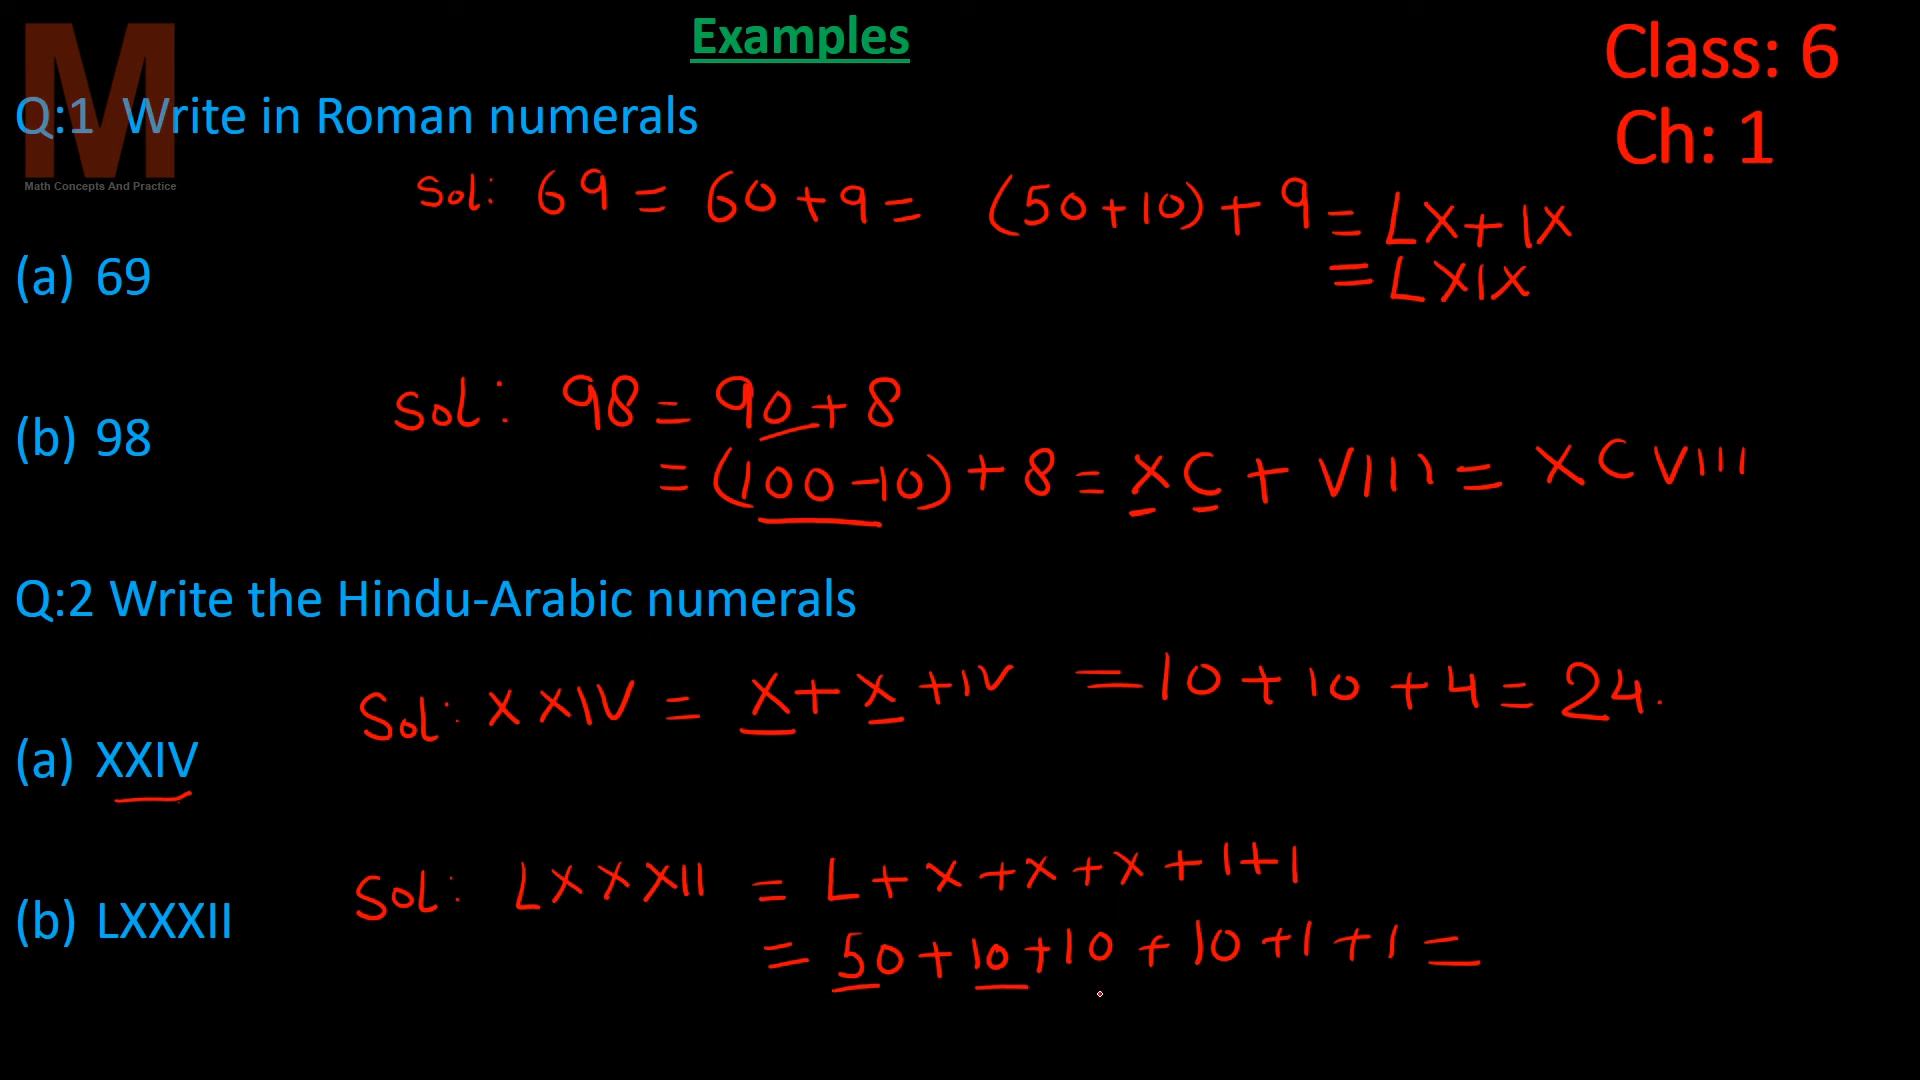 Examples
Class: 6
Ch: 1
M
Math Concepts And Practice
Q:1 Write in Roman numerals
Sol: 69 = 60 + 9 = (50 + 10) + 9 = LX + IX
= LXIX
(a) 69
Sol: 98 = 90 + 8
= (100 - 10) + 8 = XC + VIII = XCVIII
(b) 98
Q:2 Write the Hindu-Arabic numerals
Sol: XXIV = X + X + IV = 10 + 10 + 4 = 24.
(a) XXIV
Sol: LXXXII = L + X + X + X + 1 + 1
(b) LXXXII
= 50 + 10 + 10 + 10 + 1 + 1 =